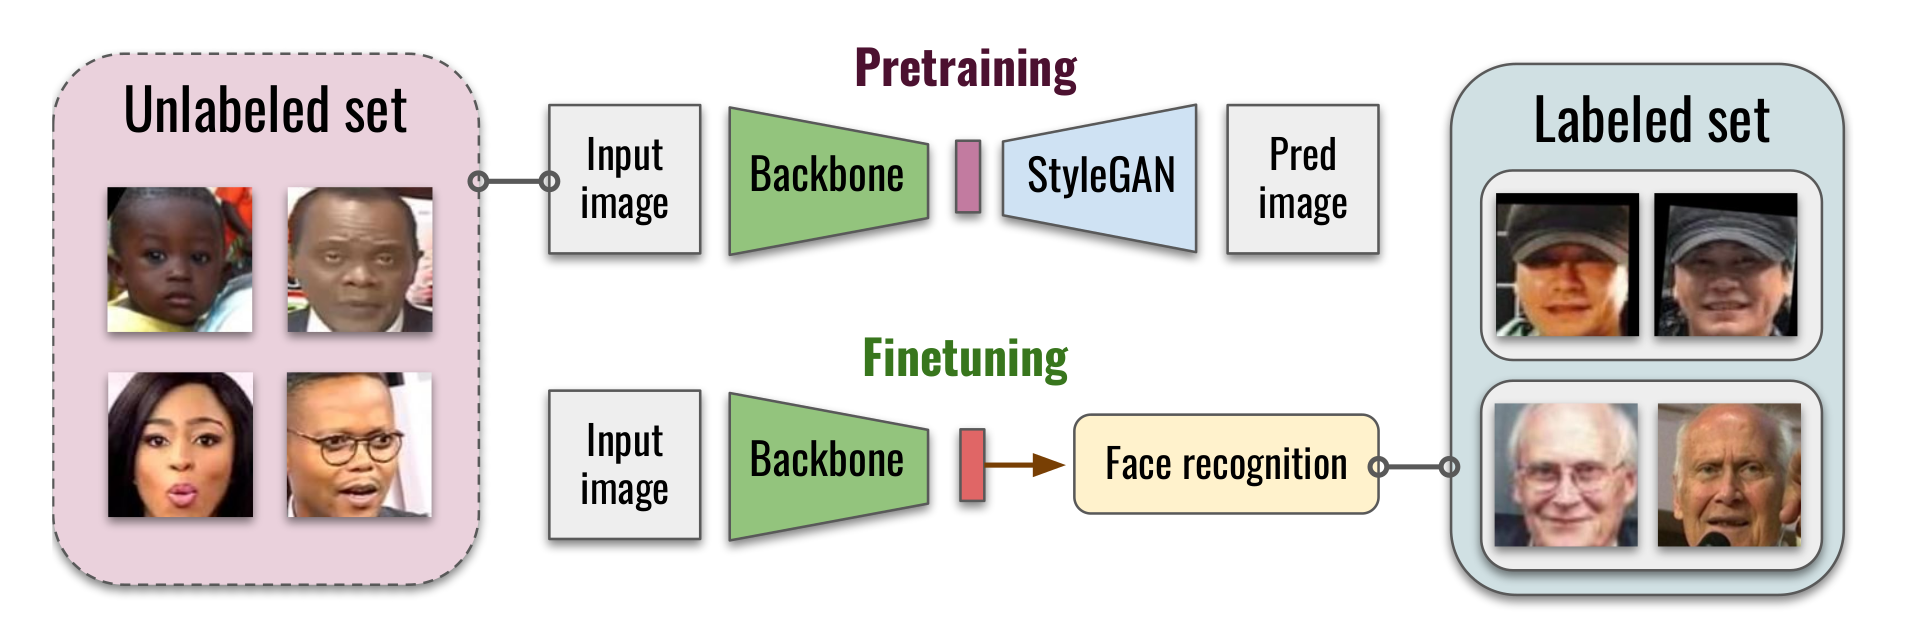 Unlabeled set
Pretraining
Input
image
Backbone
StyleGAN
Pred
image
Finetuning
Input
image
Backbone
Face recognition
Labeled set